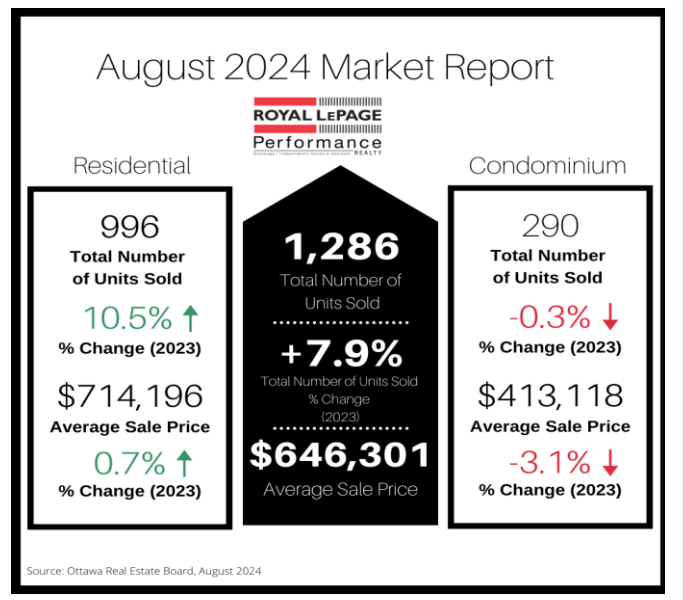 August 2024 Market Report
ROYAL LEPAGE
Performance
Brokerage | Independently Owned & Operated REALTY
Residential
996
Total Number
of Units Sold
10.5%
% Change (2023)
$714,196
Average Sale Price
0.7%
% Change (2023)
1,286
Total Number of
Units Sold
+7.9%
Total Number of Units Sold
% Change
(2023)
$646,301
Average Sale Price
Condominium
290
Total Number
of Units Sold
-0.3%
% Change (2023)
$413,118
Average Sale Price
-3.1%
% Change (2023)
Source: Ottawa Real Estate Board, August 2024